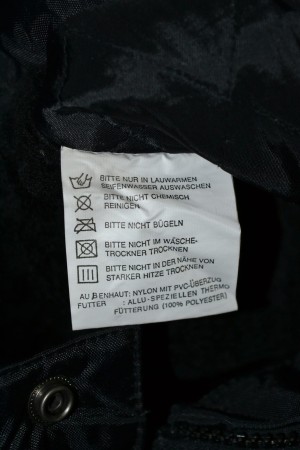 BITTE NUR IN LAUWARMEN
SEIFENWASSER AUSWASCHEN
BITTE NICHT CHEMISCH
REINIGEN
BITTE NICHT BÜGELN
BITTE NICHT IM WÄSCHE-
TROCKNER TROCKNEN
BITTE NICHT IN DER NÄHE VON
STARKER HITZE TROCKNEN
AUßENHAUT: NYLON MIT PVC-ÜBERZUG
FUTTER : ALLU-SPEZIELLEN THERMO
FÜTTERUNG (100% POLYESTER)